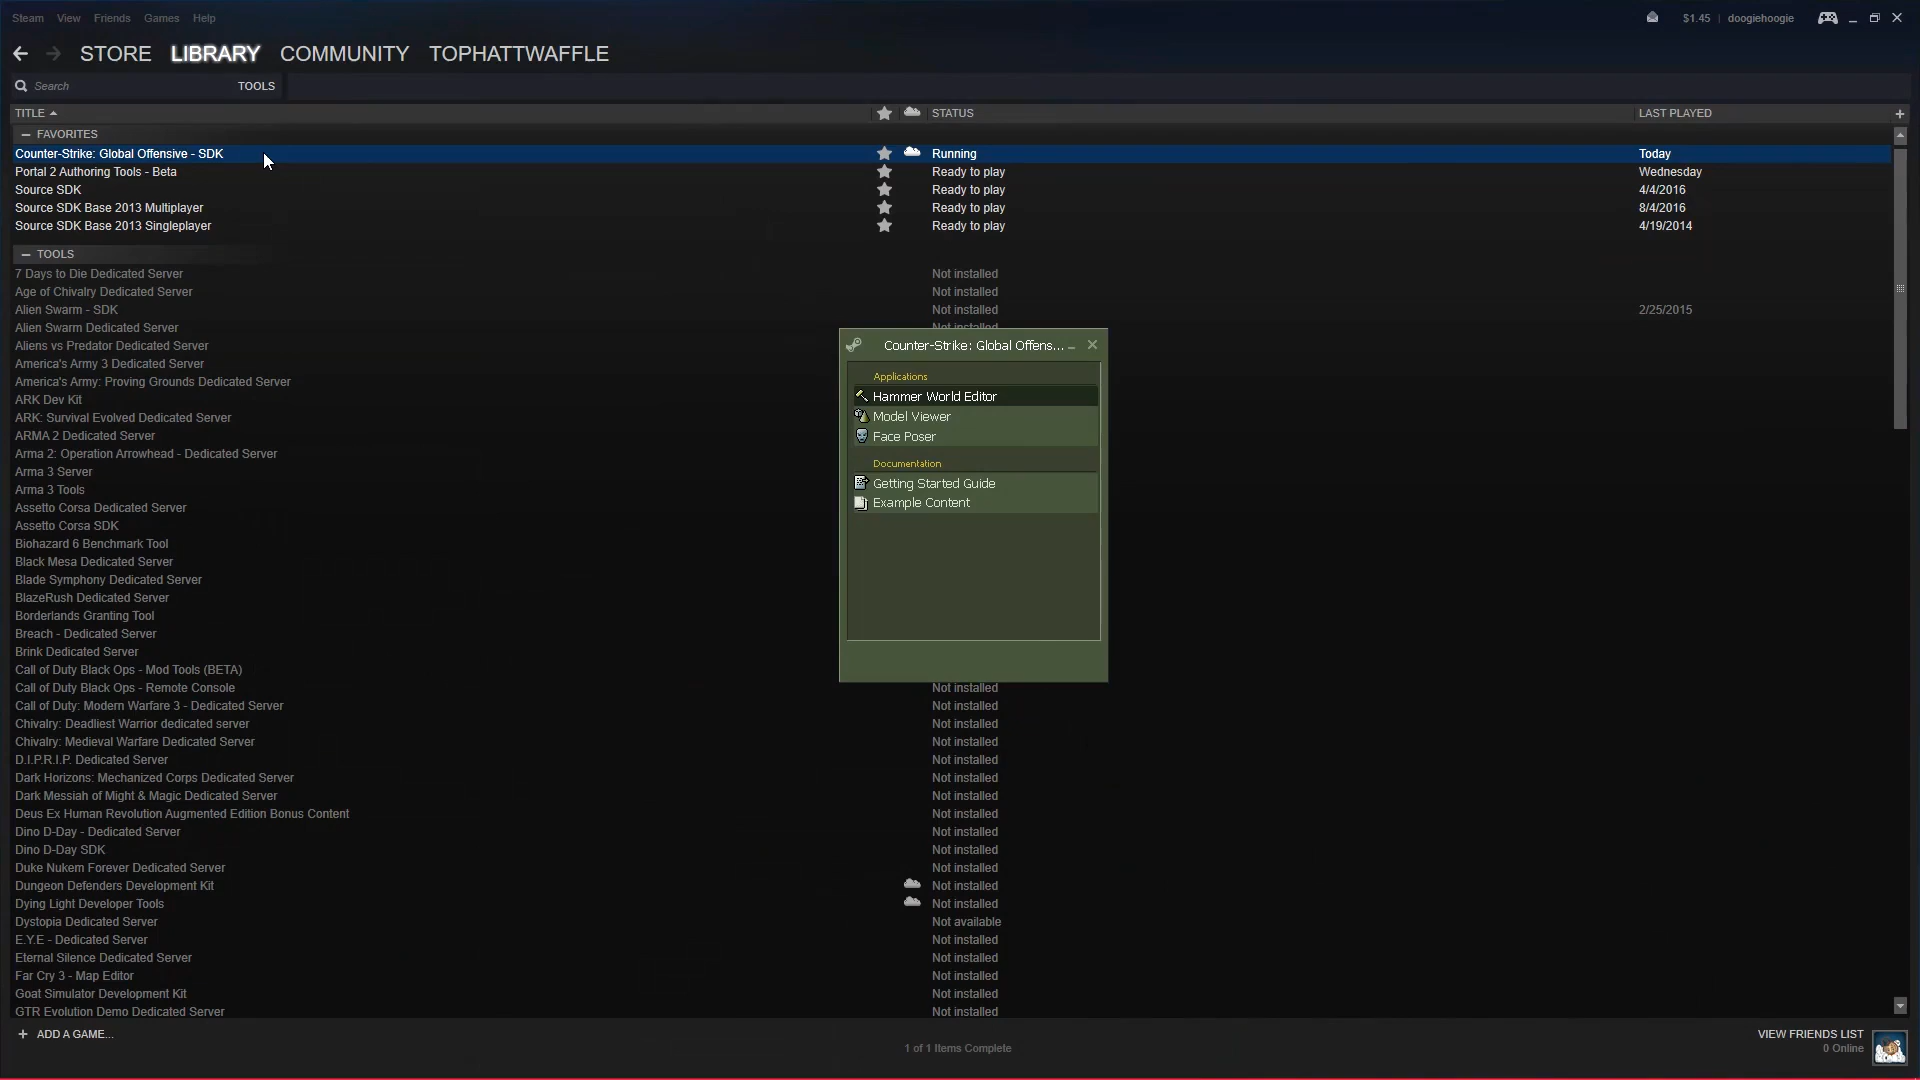 Steam View Friends Games Help $1.45 | doogiehoogie
STORE LIBRARY COMMUNITY TOPHATTWAFFLE
Search TOOLS
TITLE STATUS LAST PLAYED +
— FAVORITES
Counter-Strike: Global Offensive - SDK Running Today
Portal 2 Authoring Tools - Beta Ready to play Wednesday
Source SDK Ready to play 4/4/2016
Source SDK Base 2013 Multiplayer Ready to play 8/4/2016
Source SDK Base 2013 Singleplayer Ready to play 4/19/2014
— TOOLS
7 Days to Die Dedicated Server Not installed
Age of Chivalry Dedicated Server Not installed
Alien Swarm - SDK Not installed 2/25/2015
Alien Swarm Dedicated Server Not installed
Aliens vs Predator Dedicated Server
America's Army 3 Dedicated Server
America's Army: Proving Grounds Dedicated Server
ARK Dev Kit
ARK: Survival Evolved Dedicated Server
ARMA 2 Dedicated Server
Arma 2: Operation Arrowhead - Dedicated Server
Arma 3 Server
Arma 3 Tools
Assetto Corsa Dedicated Server
Assetto Corsa SDK
Biohazard 6 Benchmark Tool
Black Mesa Dedicated Server
Blade Symphony Dedicated Server
BlazeRush Dedicated Server
Borderlands Granting Tool
Breach - Dedicated Server
Brink Dedicated Server
Call of Duty Black Ops - Mod Tools (BETA)
Call of Duty Black Ops - Remote Console Not installed
Call of Duty: Modern Warfare 3 - Dedicated Server Not installed
Chivalry: Deadliest Warrior dedicated server Not installed
Chivalry: Medieval Warfare Dedicated Server Not installed
D.I.P.R.I.P. Dedicated Server Not installed
Dark Horizons: Mechanized Corps Dedicated Server Not installed
Dark Messiah of Might & Magic Dedicated Server Not installed
Deus Ex Human Revolution Augmented Edition Bonus Content Not installed
Dino D-Day - Dedicated Server Not installed
Dino D-Day SDK Not installed
Duke Nukem Forever Dedicated Server Not installed
Dungeon Defenders Development Kit Not installed
Dying Light Developer Tools Not installed
Dystopia Dedicated Server Not available
E.Y.E - Dedicated Server Not installed
Eternal Silence Dedicated Server Not installed
Far Cry 3 - Map Editor Not installed
Goat Simulator Development Kit Not installed
GTR Evolution Demo Dedicated Server Not installed
Counter-Strike: Global Offens...
Applications
Hammer World Editor
Model Viewer
Face Poser
Documentation
Getting Started Guide
Example Content
+ ADD A GAME... VIEW FRIENDS LIST
1 of 1 Items Complete 0 Online